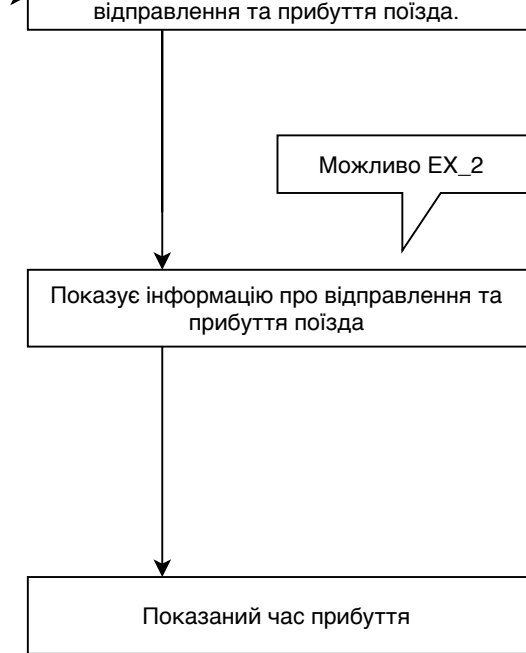 відправлення та прибуття поїзда.
Можливо EX_2
Показує інформацію про відправлення та
прибуття поїзда
Показаний час прибуття